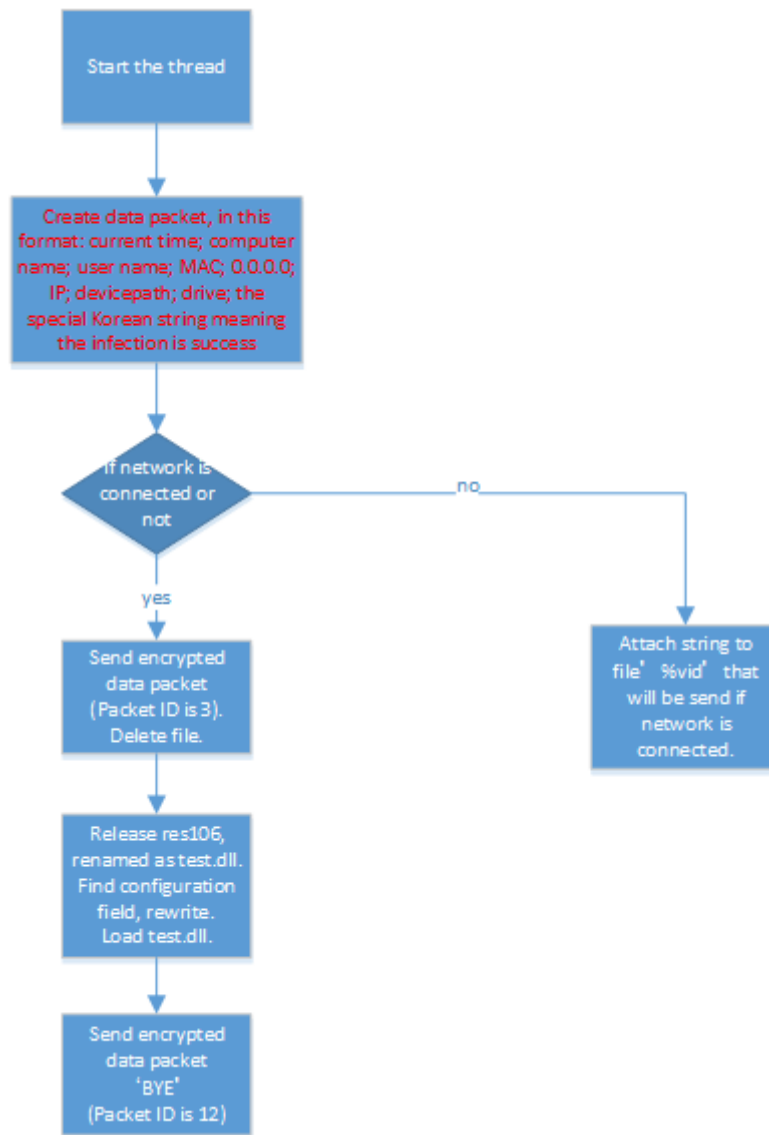 Start the thread
Create data packet, in this
format: current time; computer
name; user name; MAC; 0.0.0.0;
IP; devicepath; drive; the
special Korean string meaning
the infection is success
If network is
connected or
not
no
yes
Send encrypted
data packet
(Packet ID is 3).
Delete file.
Attach string to
file' %vid' that
will be send if
network is
connected.
Release res106,
renamed as test.dll.
Find configuration
field, rewrite.
Load test.dll.
Send encrypted
data packet
‘BYE’
(Packet ID is 12)